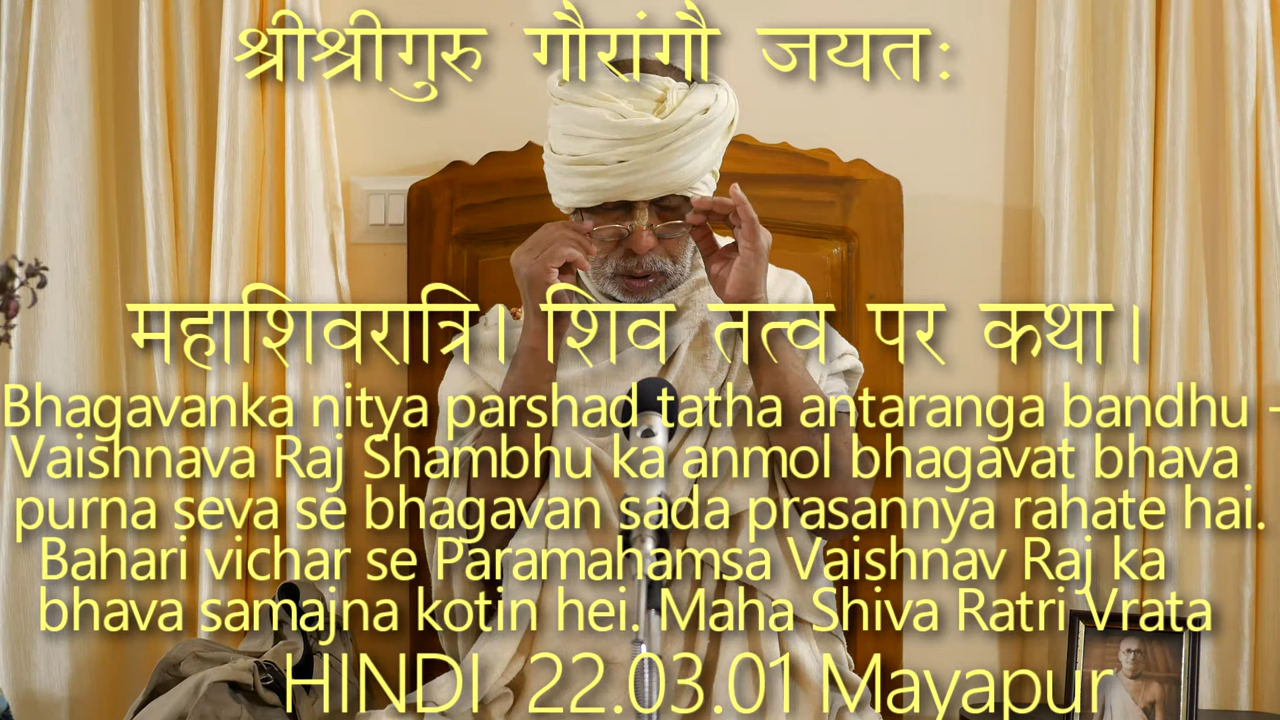 श्रीश्रीगुरु गौरांगौ जयतः
महाशिवरात्रि। शिव तत्व पर कथा।
Bhagavanka nitya parshad tatha antaranga bandhu -
Vaishnava Raj Shambhu ka anmol bhagavat bhava
purna seva se bhagavan sada prasannya rahate hai.
Bahari vichar se Paramahamsa Vaishnav Raj ka
bhava samajna kotin hei. Maha Shiva Ratri Vrata
HINDI 22.03.01 Mayapur